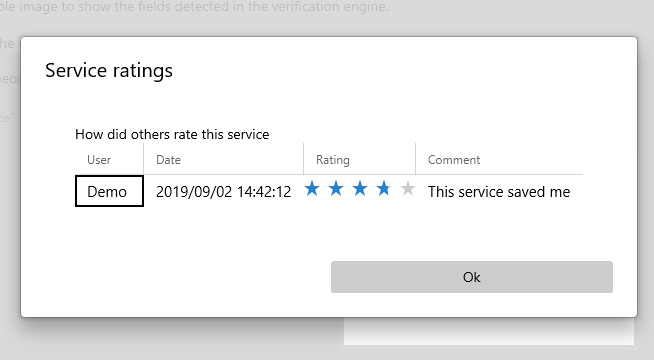 ple image to show the fields detected in the verification engine.
the
Service ratings
How did others rate this service
User Date Rating Comment
Demo 2019/09/02 14:42:12 This service saved me
Ok